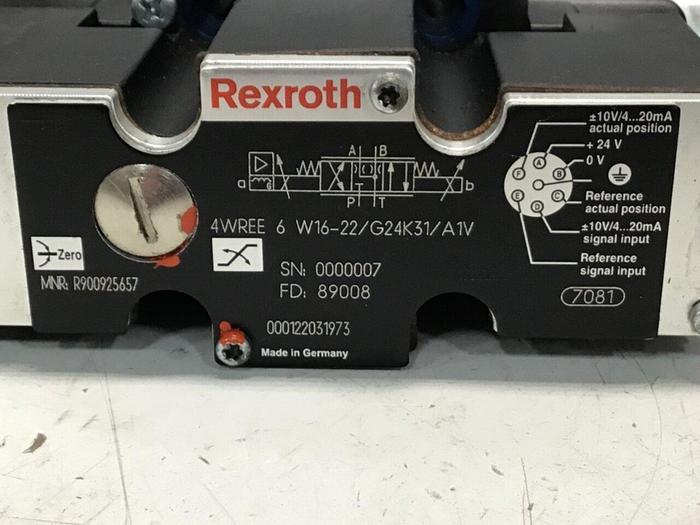 Rexroth
A B
a b
P T
4WREE 6 W16-22/G24K31/A1V
Zero
MNR: R900925657
SN: 0000007
FD: 89008
000122031973
Made in Germany
±10V/4...20mA
actual position
+ 24 V
0 V
F A B
E D C
Reference
actual position
±10V/4...20mA
signal input
Reference
signal input
7081